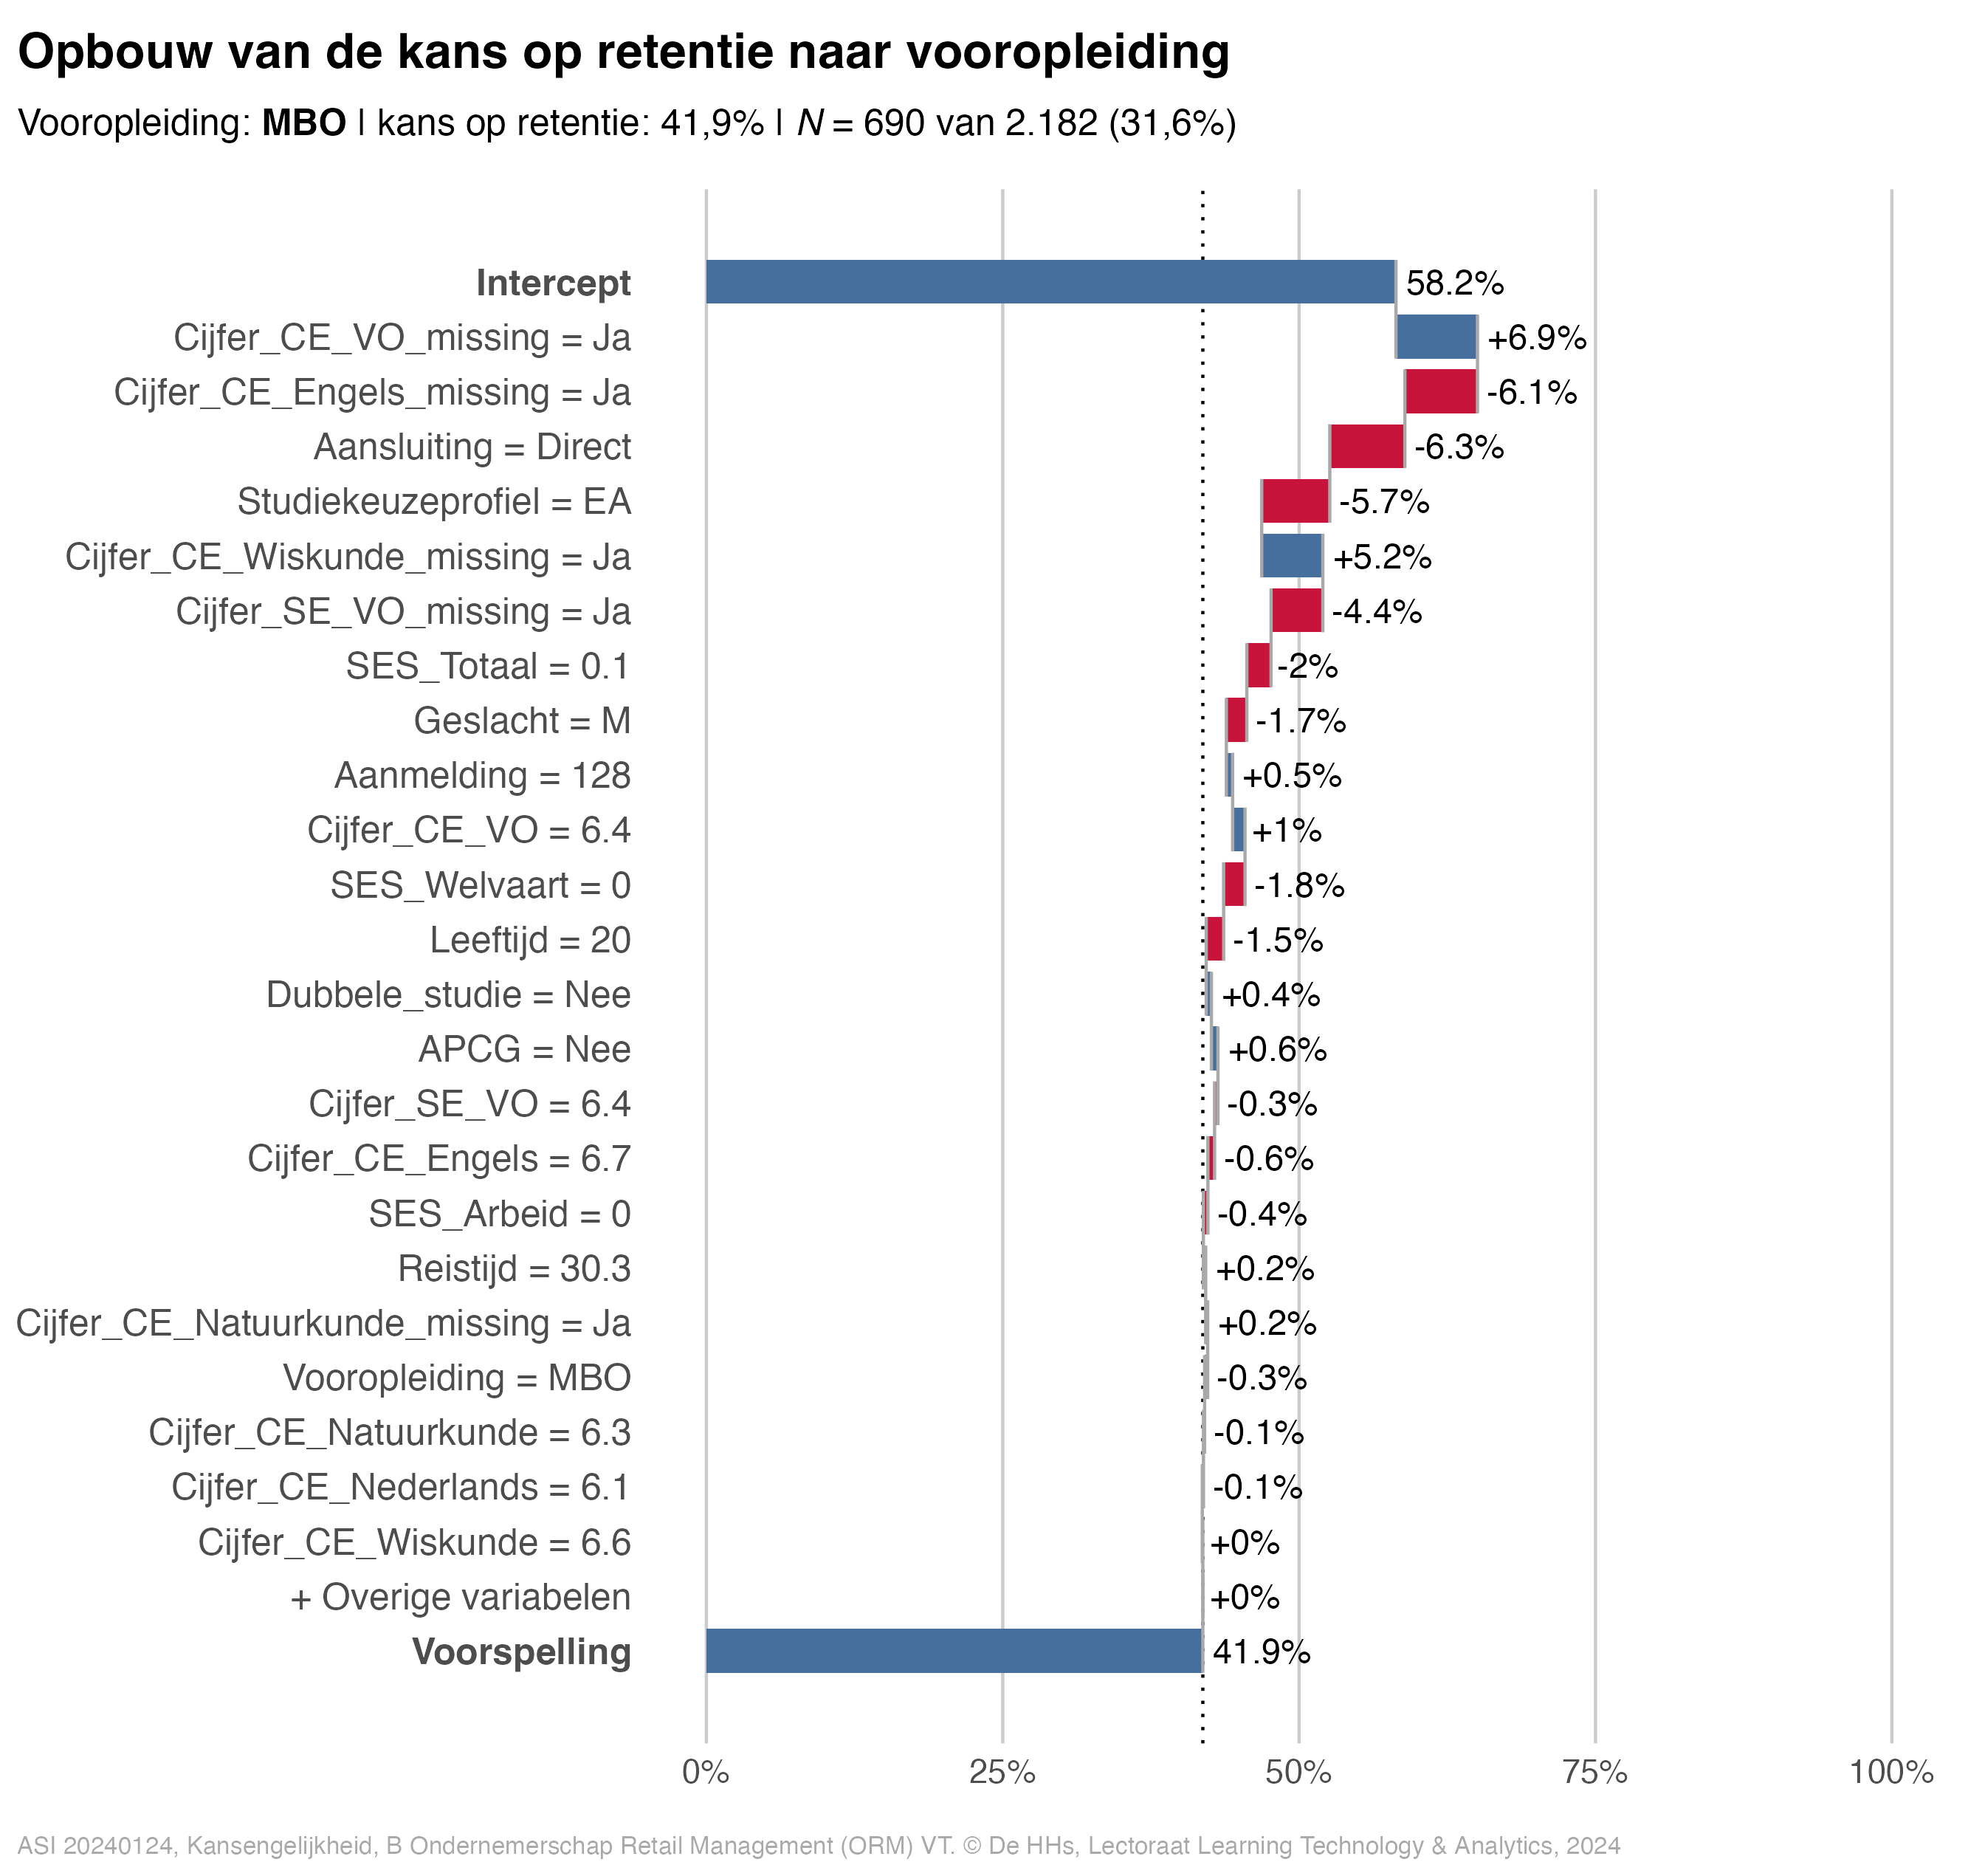 Opbouw van de kans op retentie naar vooropleiding
Vooropleiding: MBO | kans op retentie: 41,9% | N = 690 van 2.182 (31,6%)
Intercept 58.2%
Cijfer_CE_VO_missing = Ja +6.9%
Cijfer_CE_Engels_missing = Ja -6.1%
Aansluiting = Direct -6.3%
Studiekeuzeprofiel = EA -5.7%
Cijfer_CE_Wiskunde_missing = Ja +5.2%
Cijfer_SE_VO_missing = Ja -4.4%
SES_Totaal = 0.1 -2%
Geslacht = M -1.7%
Aanmelding = 128 +0.5%
Cijfer_CE_VO = 6.4 +1%
SES_Welvaart = 0 -1.8%
Leeftijd = 20 -1.5%
Dubbele_studie = Nee +0.4%
APCG = Nee +0.6%
Cijfer_SE_VO = 6.4 -0.3%
Cijfer_CE_Engels = 6.7 -0.6%
SES_Arbeid = 0 -0.4%
Reistijd = 30.3 +0.2%
Cijfer_CE_Natuurkunde_missing = Ja +0.2%
Vooropleiding = MBO -0.3%
Cijfer_CE_Natuurkunde = 6.3 -0.1%
Cijfer_CE_Nederlands = 6.1 -0.1%
Cijfer_CE_Wiskunde = 6.6 +0%
+ Overige variabelen +0%
Voorspelling 41.9%
0% 25% 50% 75% 100%
ASI 20240124, Kansengelijkheid, B Ondernemerschap Retail Management (ORM) VT. © De HHs, Lectoraat Learning Technology & Analytics, 2024